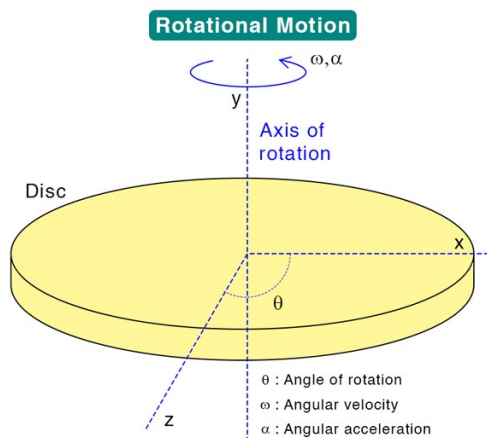 Rotational Motion
ω,α
y
Axis of
rotation
Disc
x
θ
z
θ : Angle of rotation
ω : Angular velocity
α : Angular acceleration